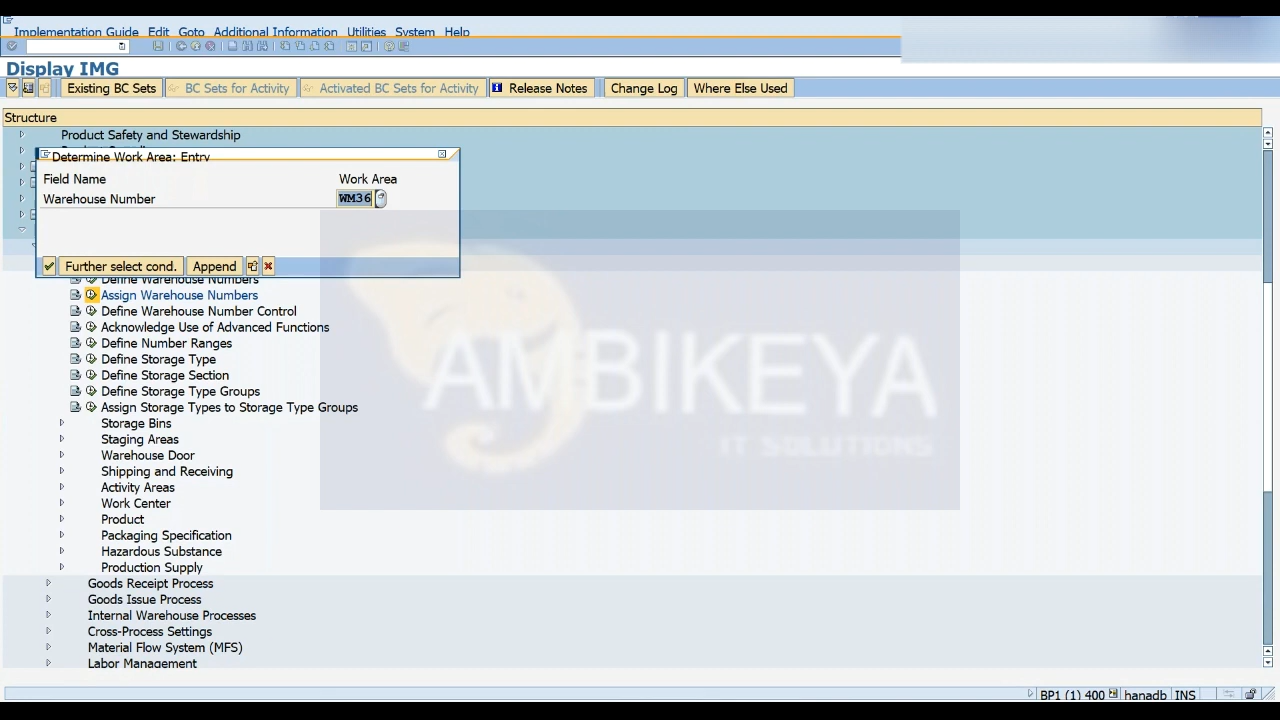 Implementation Guide Edit Goto Additional Information Utilities System Help
Display IMG
Existing BC Sets BC Sets for Activity Activated BC Sets for Activity Release Notes Change Log Where Else Used
Structure
Product Safety and Stewardship
Determine Work Area: Entry
Field Name Work Area
Warehouse Number WM36
Further select cond. Append
Define Warehouse Numbers
Assign Warehouse Numbers
Define Warehouse Number Control
Acknowledge Use of Advanced Functions
Define Number Ranges
Define Storage Type
Define Storage Section
Define Storage Type Groups
Assign Storage Types to Storage Type Groups
Storage Bins
Staging Areas
Warehouse Door
Shipping and Receiving
Activity Areas
Work Center
Product
Packaging Specification
Hazardous Substance
Production Supply
Goods Receipt Process
Goods Issue Process
Internal Warehouse Processes
Cross-Process Settings
Material Flow System (MFS)
Labor Management
AMBIKEYA
IT SOLUTIONS
BP1 (1) 400 hanadb INS